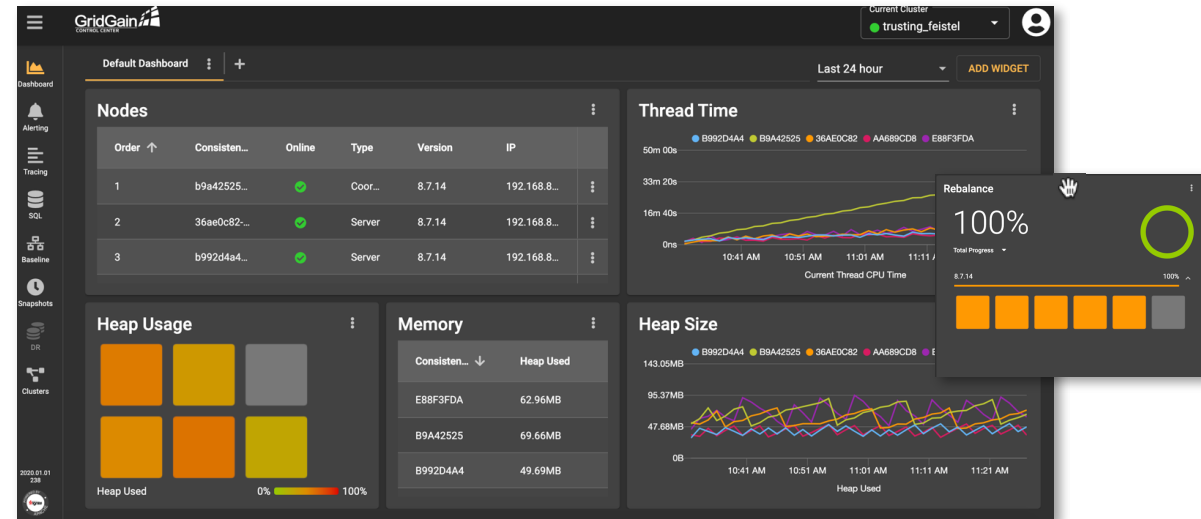 GridGain
CONTROL CENTER
Current Cluster
trusting_feistel
Dashboard
Alerting
Tracing
SQL
Baseline
Snapshots
DR
Clusters
2020.01.01
238
Default Dashboard
+
Last 24 hour
ADD WIDGET
Nodes
Order Consisten... Online Type Version IP
1 b9a42525... Coor... 8.7.14 192.168.8...
2 36ae0c82-... Server 8.7.14 192.168.8...
3 b992d4a4... Server 8.7.14 192.168.8...
Thread Time
B992D4A4 B9A42525 36AE0C82 AA689CD8 E88F3FDA
50m 00s
33m 20s
16m 40s
0ns
10:41 AM 10:51 AM 11:01 AM 11:11 A
Current Thread CPU Time
Rebalance
100%
Total Progress
8.7.14 100%
Heap Usage
Heap Used 0% 100%
Memory
Consisten... Heap Used
E88F3FDA 62.96MB
B9A42525 69.66MB
B992D4A4 49.69MB
Heap Size
B992D4A4 B9A42525 36AE0C82 AA689CD8 E
143.05MB
95.37MB
47.68MB
0B
10:41 AM 10:51 AM 11:01 AM 11:11 AM 11:21 AM
Heap Used